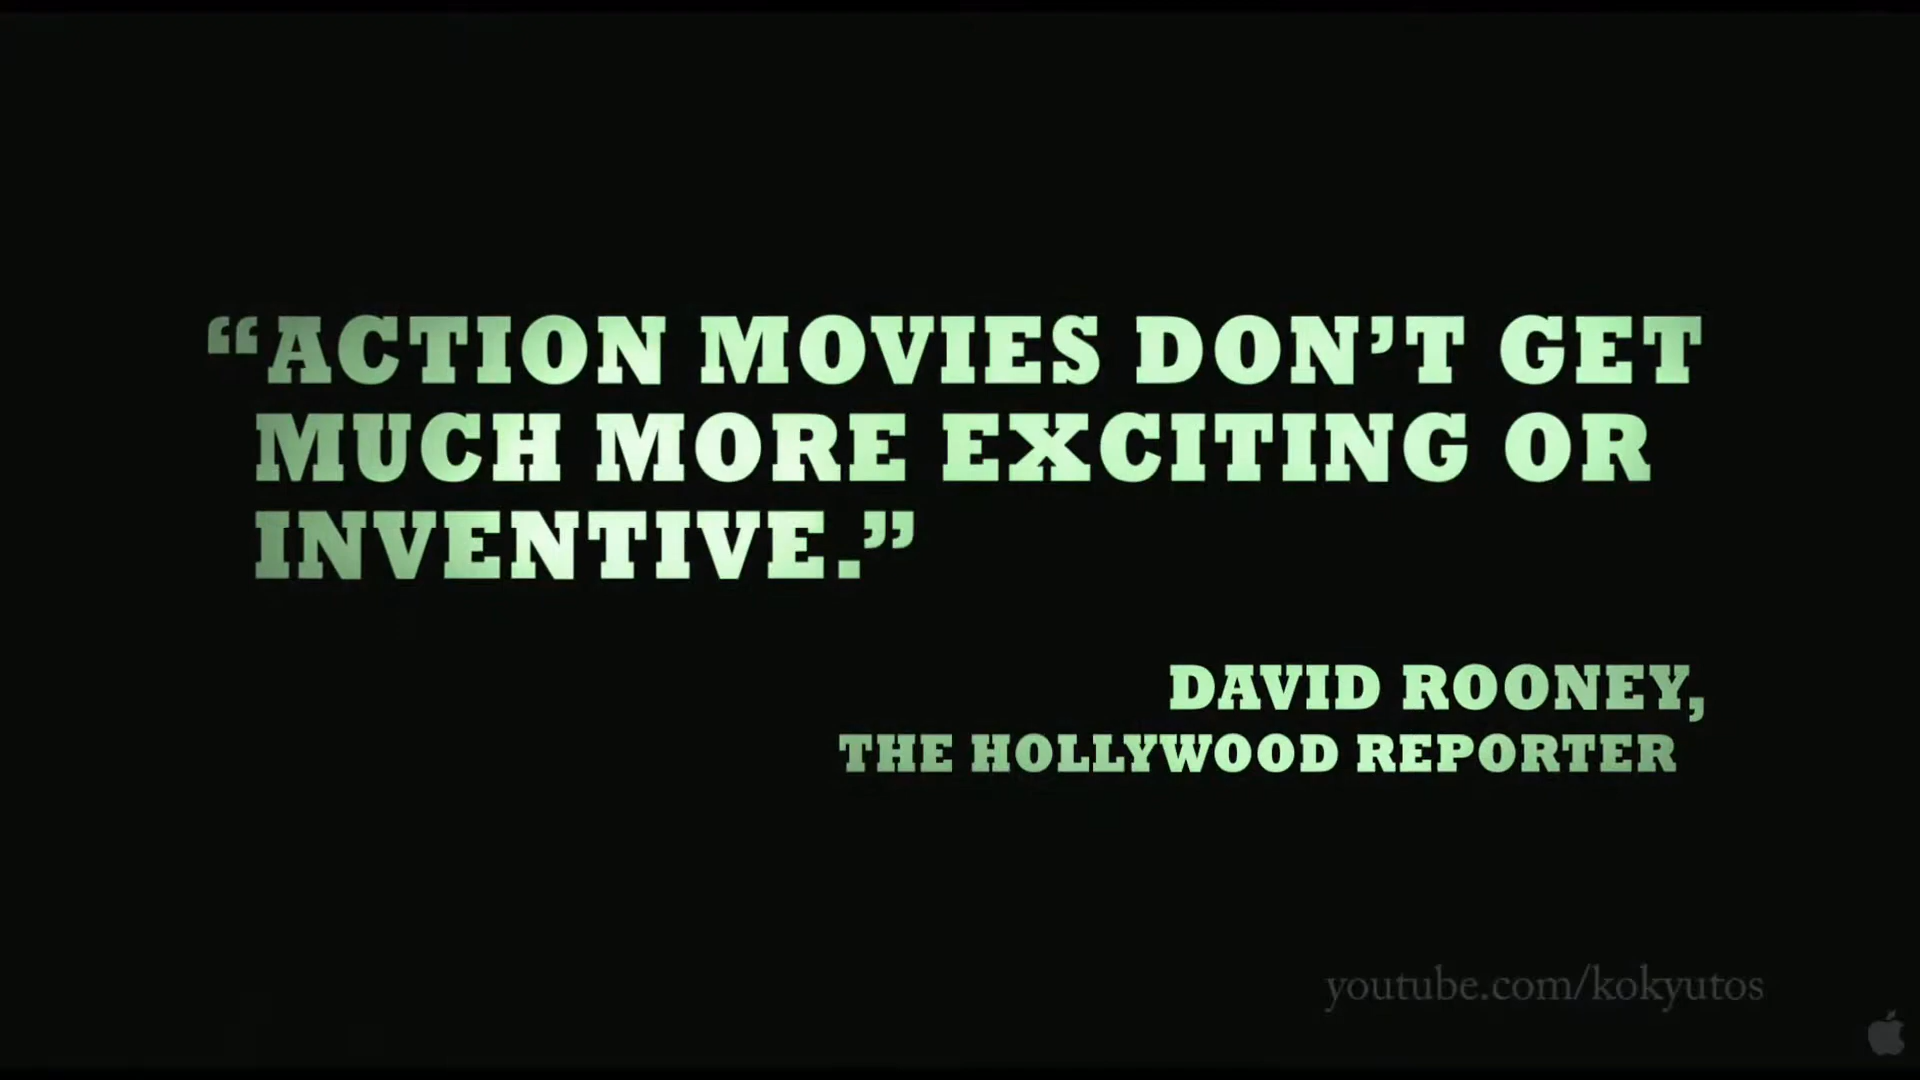 “ACTION MOVIES DON’T GET
MUCH MORE EXCITING OR
INVENTIVE.”
DAVID ROONEY,
THE HOLLYWOOD REPORTER
youtube.com/kokyutos